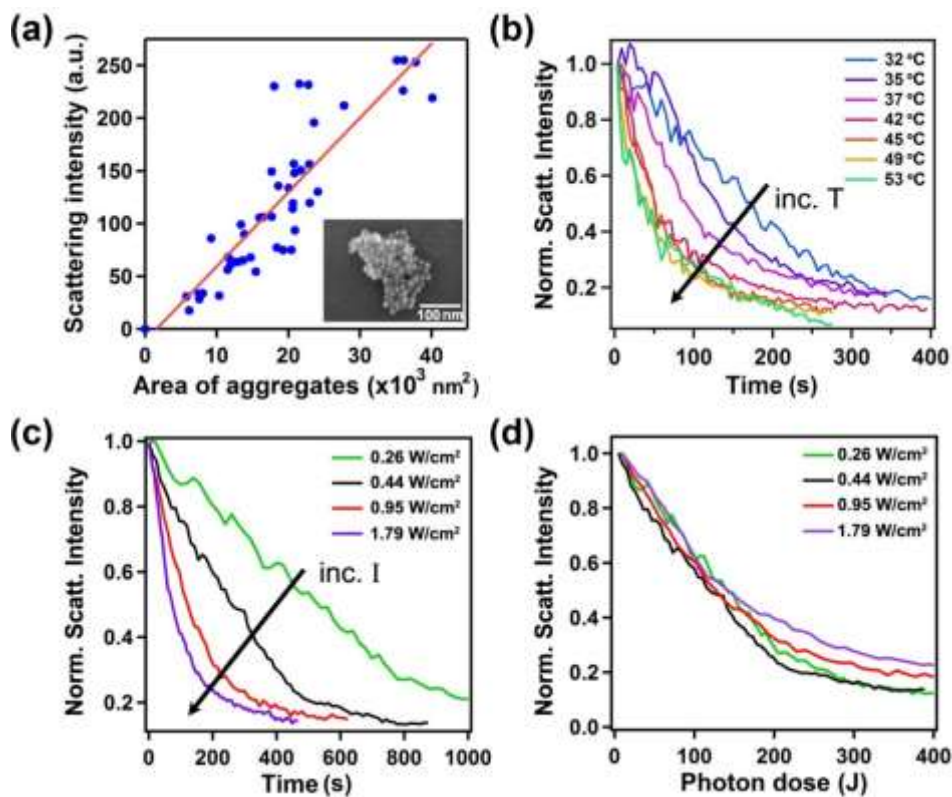 (a)
Scattering intensity (a.u.)
250
200
150
100
50
0
100 nm
0
10
20
30
40
Area of aggregates (x10³ nm²)
(b)
Norm. Scatt. Intensity
1.0
0.8
0.6
0.4
0.2
32 °C
35 °C
37 °C
42 °C
45 °C
49 °C
53 °C
inc. T
0
100
200
300
400
Time (s)
(c)
Norm. Scatt. Intensity
1.0
0.8
0.6
0.4
0.2
0.26 W/cm²
0.44 W/cm²
0.95 W/cm²
1.79 W/cm²
inc. I
0
200
400
600
800
1000
Time (s)
(d)
Norm. Scatt. Intensity
1.0
0.8
0.6
0.4
0.2
0.0
0.26 W/cm²
0.44 W/cm²
0.95 W/cm²
1.79 W/cm²
0
100
200
300
400
Photon dose (J)